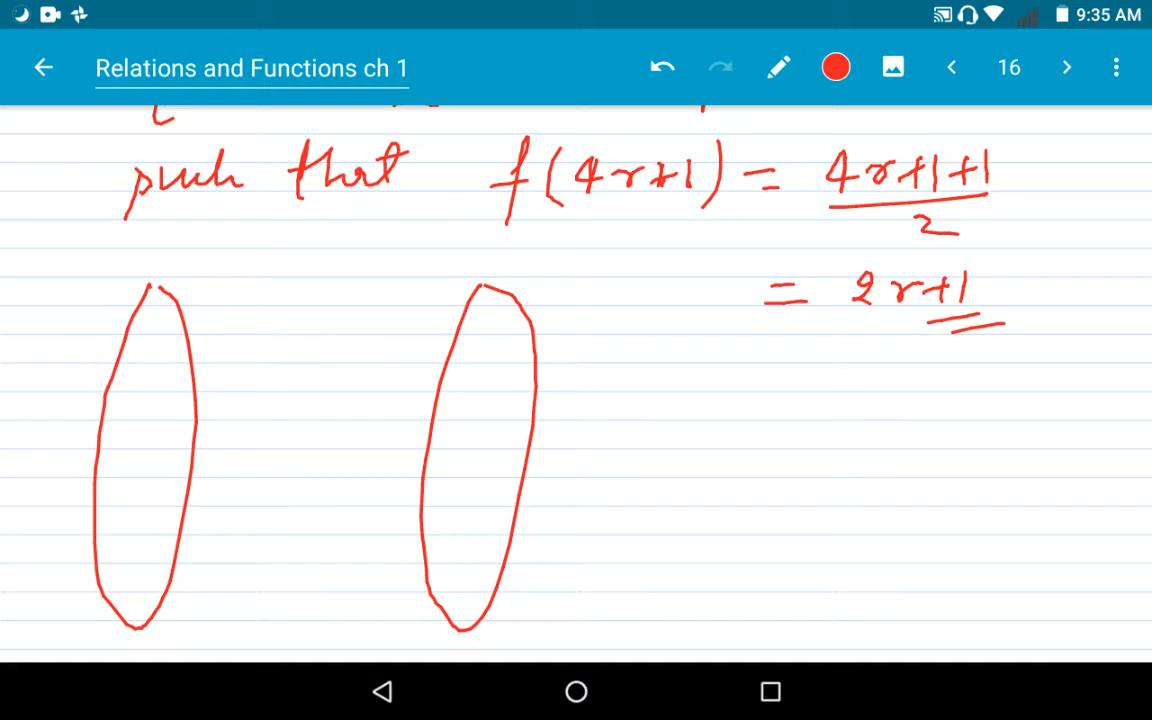 9:35 AM
Relations and Functions ch 1
16
such that f(4r+1) = 4r+1+1
2
= 2r+1